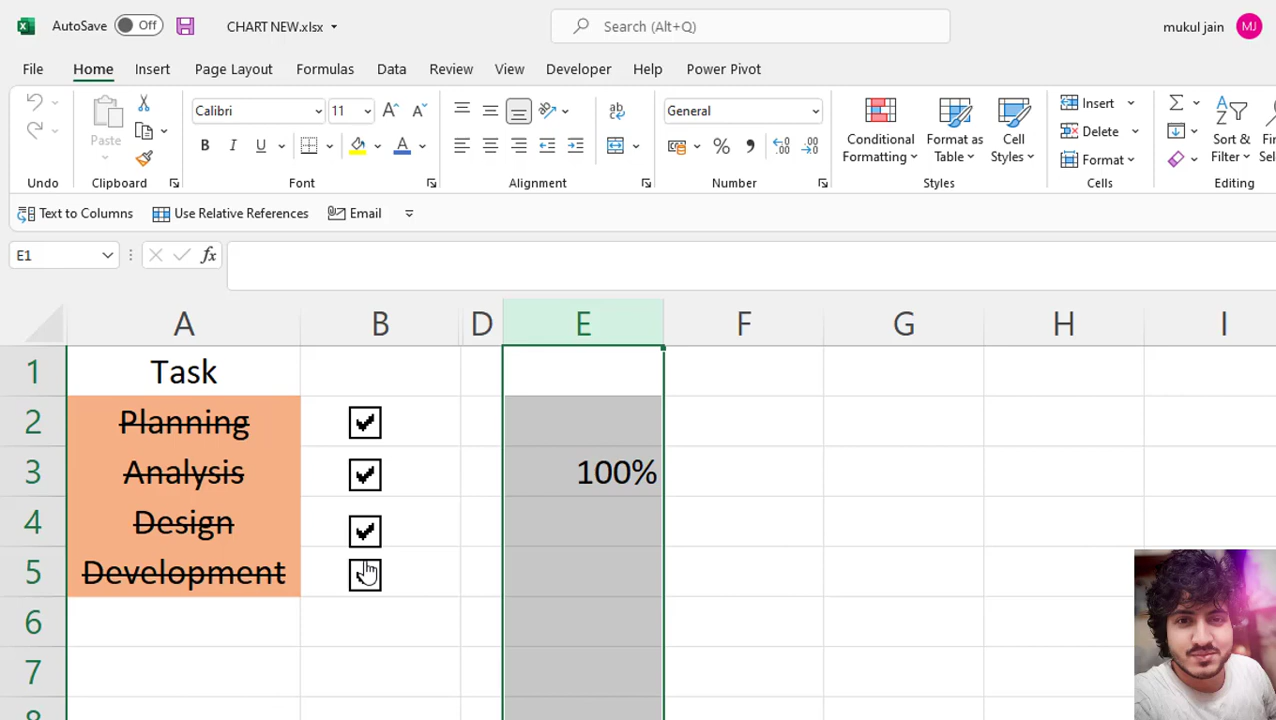 AutoSave Off CHART NEW.xlsx Search (Alt+Q) mukul jain MJ
File Home Insert Page Layout Formulas Data Review View Developer Help Power Pivot
Paste Calibri 11 General Conditional Formatting Format as Table Cell Styles Insert Delete Format Sort & Filter
B I U %
Undo Clipboard Font Alignment Number Styles Cells Editing
Text to Columns Use Relative References Email
E1 fx
A B D E F G H I
1 Task
2 Planning
3 Analysis 100%
4 Design
5 Development
6
7
8